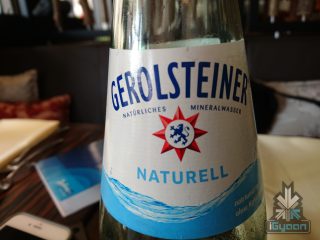 GEROLSTEINER
NATÜRLICHES MINERALWASSER
NATURELL
iGyaan